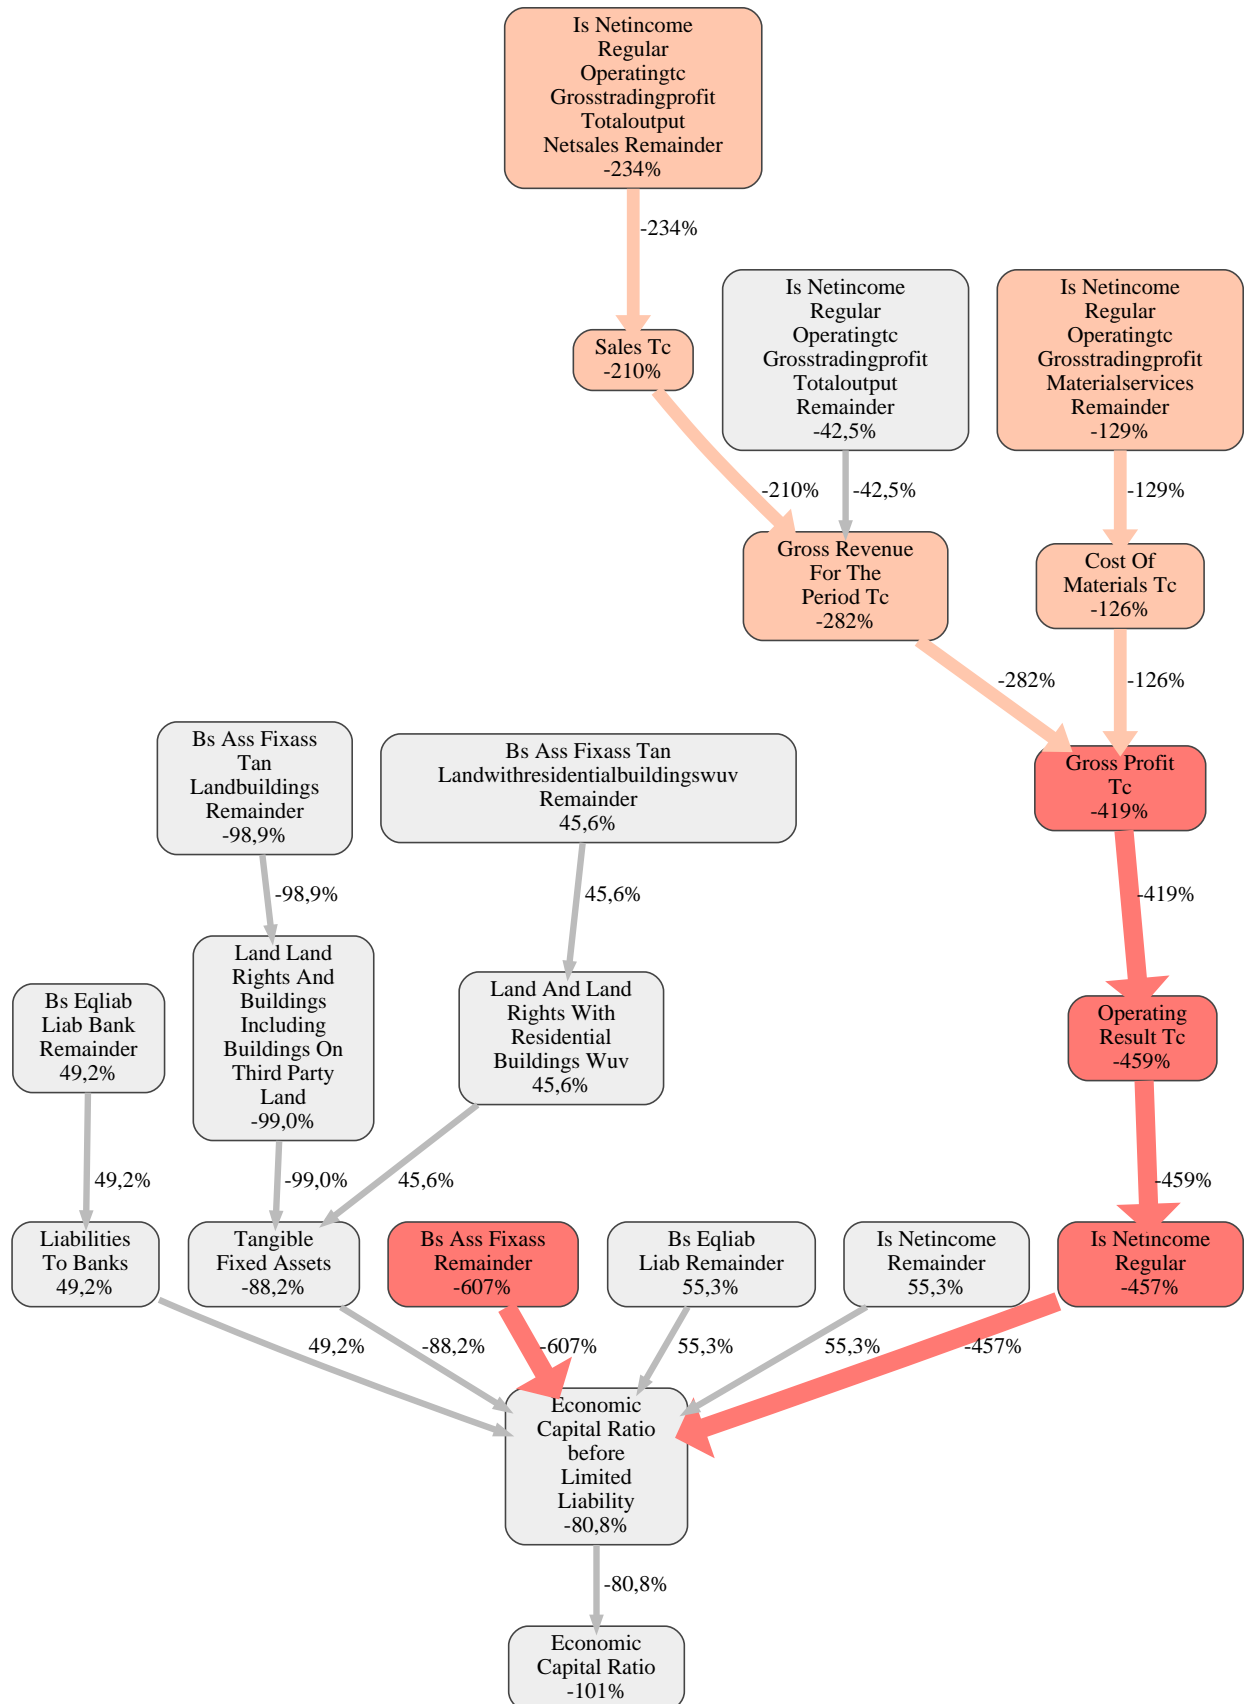 Is Netincome
Regular
Operatingtc
Grosstradingprofit
Totaloutput
Netsales Remainder
-234%
-234%
Sales Tc
-210%
Is Netincome
Regular
Operatingtc
Grosstradingprofit
Totaloutput
Remainder
-42,5%
Is Netincome
Regular
Operatingtc
Grosstradingprofit
Materialservices
Remainder
-129%
-210%
-42,5%
-129%
Gross Revenue
For The
Period Tc
-282%
Cost Of
Materials Tc
-126%
-282%
-126%
Bs Ass Fixass
Tan
Landbuildings
Remainder
-98,9%
Bs Ass Fixass Tan
Landwithresidentialbuildingswuv
Remainder
45,6%
Gross Profit
Tc
-419%
-98,9%
45,6%
-419%
Bs Eqliab
Liab Bank
Remainder
49,2%
Land Land
Rights And
Buildings
Including
Buildings On
Third Party
Land
-99,0%
Land And Land
Rights With
Residential
Buildings Wuv
45,6%
Operating
Result Tc
-459%
49,2%
-99,0%
45,6%
-459%
Liabilities
To Banks
49,2%
Tangible
Fixed Assets
-88,2%
Bs Ass Fixass
Remainder
-607%
Bs Eqliab
Liab Remainder
55,3%
Is Netincome
Remainder
55,3%
Is Netincome
Regular
-457%
49,2%
-88,2%
-607%
55,3%
55,3%
-457%
Economic
Capital Ratio
before
Limited
Liability
-80,8%
-80,8%
Economic
Capital Ratio
-101%